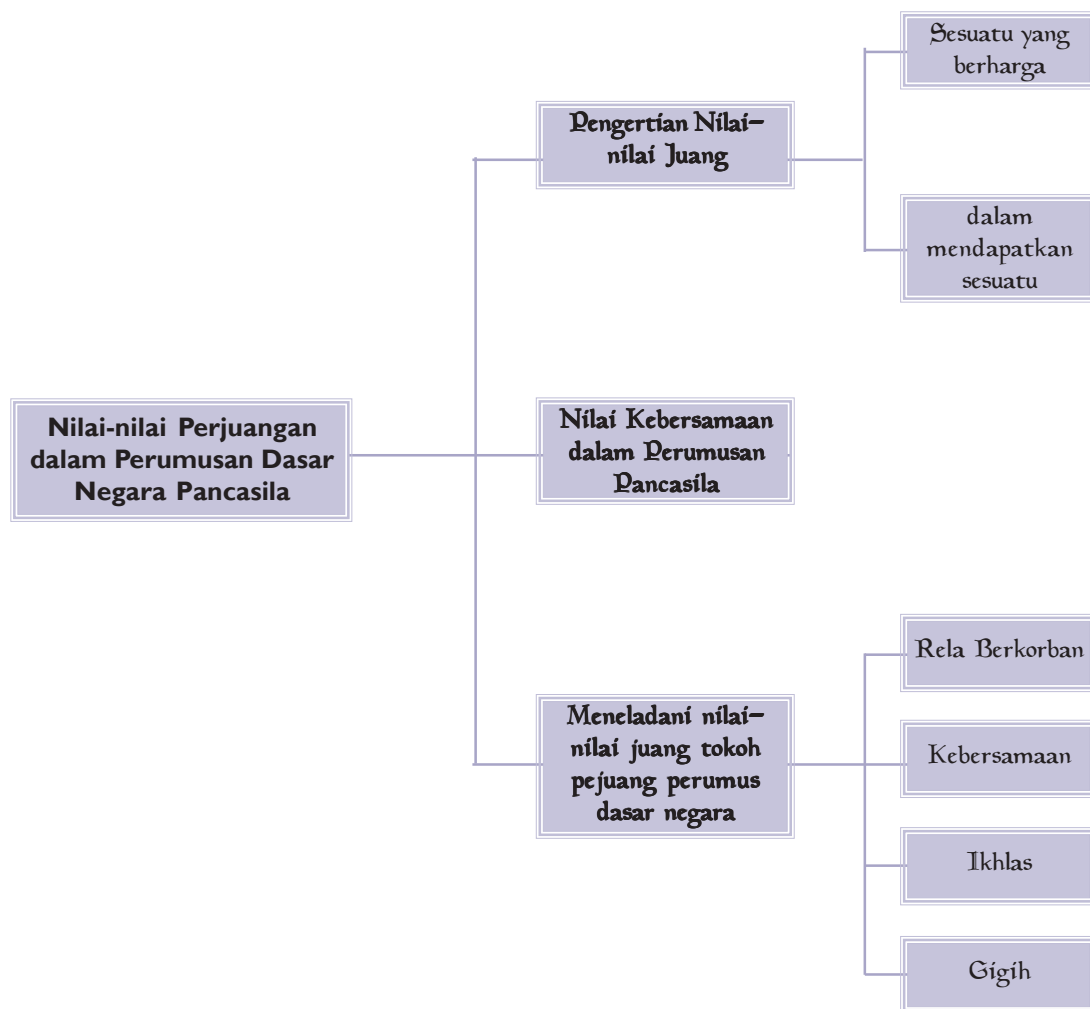 Nilai-nilai Perjuangan
dalam Perumusan Dasar
Negara Pancasila
Pengertian Nilai-
nilai Juang
Sesuatu yang
berharga
dalam
mendapatkan
sesuatu
Nilai Kebersamaan
dalam Perumusan
Pancasila
Meneladani nilai-
nilai juang tokoh
pejuang perumus
dasar negara
Rela Berkorban
Kebersamaan
Ikhlas
Gigih